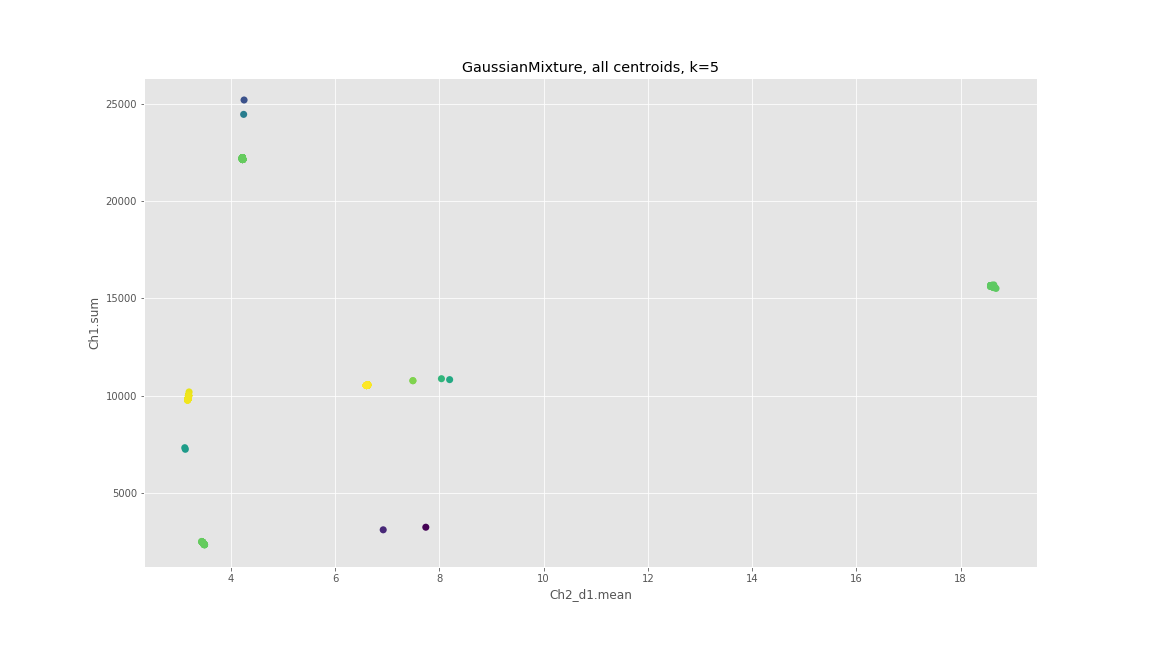 GaussianMixture, all centroids, k=5
25000
20000
15000
10000
5000
Ch1.sum
4 6 8 10 12 14 16 18
Ch2_d1.mean